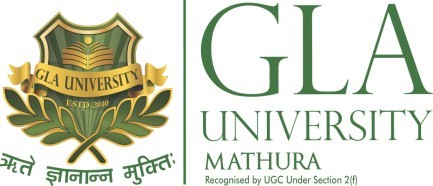 GLA UNIVERSITY
ESTD. 2010
ऋते ज्ञानान्न मुक्तिः
GLA
UNIVERSITY
MATHURA
Recognised by UGC Under Section 2(f)